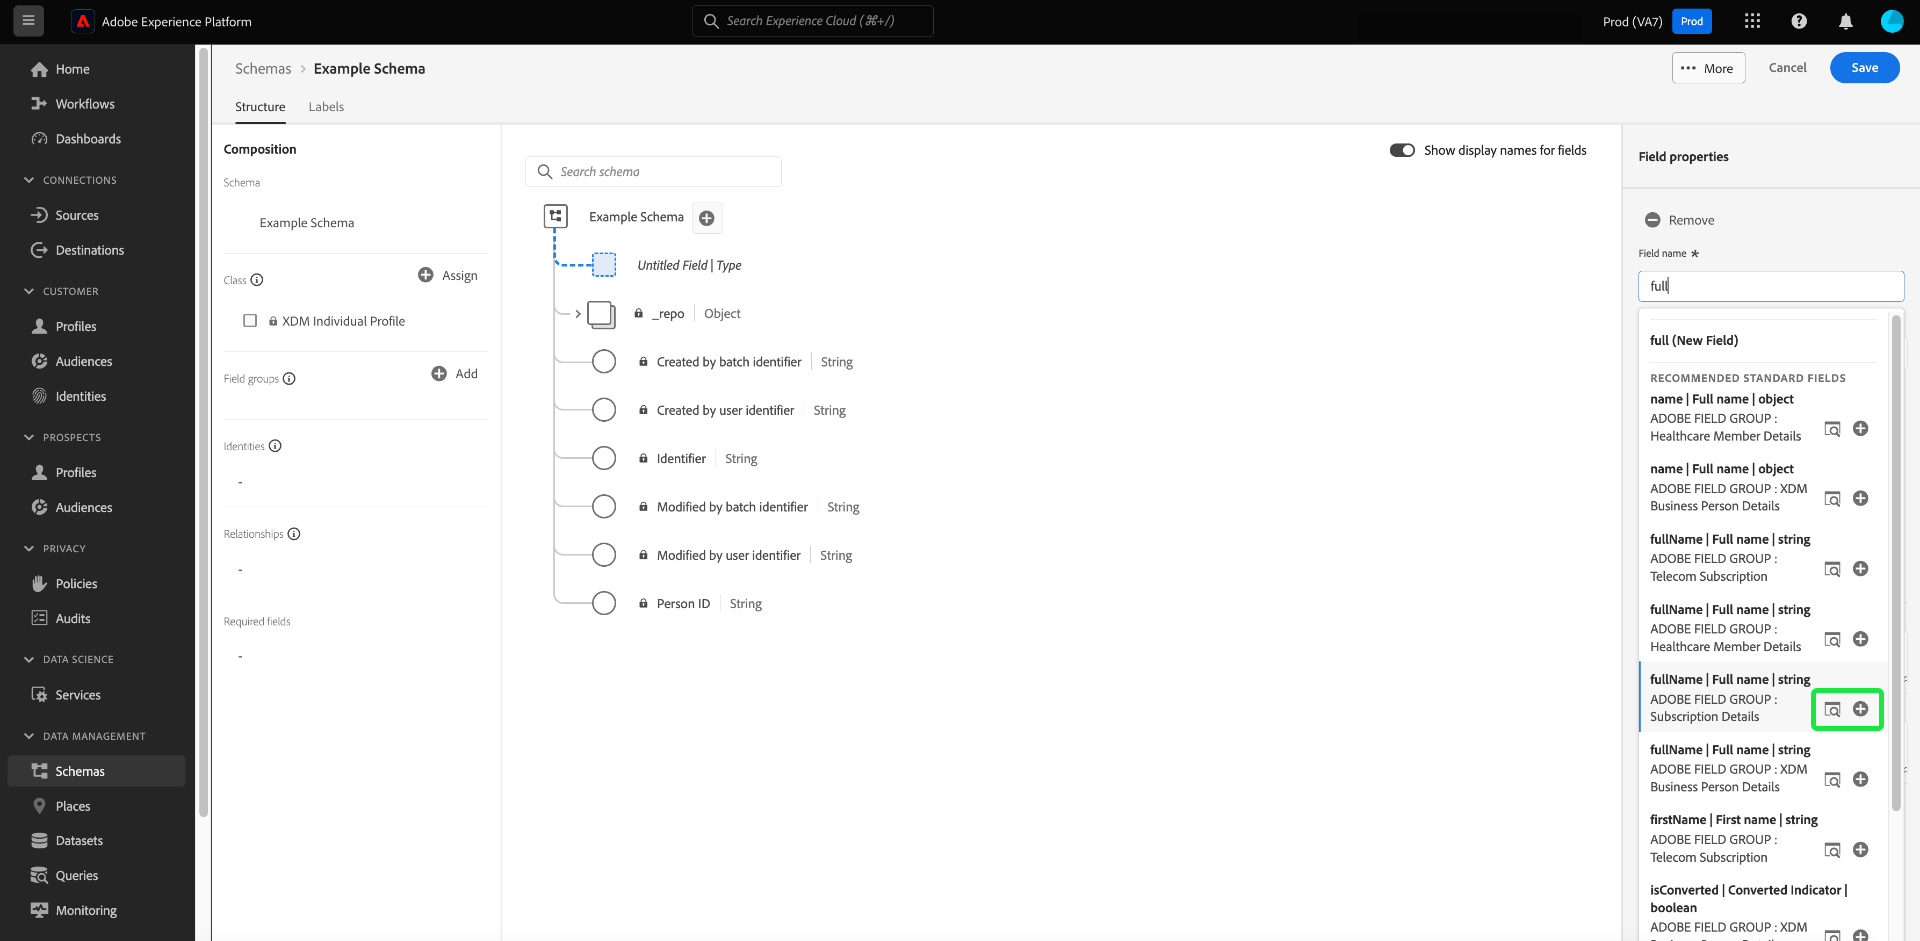 Adobe Experience Platform
Search Experience Cloud (⌘+/)
Prod (VA7)
Prod
Home
Workflows
Dashboards
CONNECTIONS
Sources
Destinations
CUSTOMER
Profiles
Audiences
Identities
PROSPECTS
Profiles
Audiences
PRIVACY
Policies
Audits
DATA SCIENCE
Services
DATA MANAGEMENT
Schemas
Places
Datasets
Queries
Monitoring
Schemas > Example Schema
More
Cancel
Save
Structure
Labels
Composition
Schema
Example Schema
Class
Assign
XDM Individual Profile
Field groups
Add
Identities
-
Relationships
-
Required fields
-
Search schema
Show display names for fields
Example Schema
Untitled Field | Type
_repo | Object
Created by batch identifier | String
Created by user identifier | String
Identifier | String
Modified by batch identifier | String
Modified by user identifier | String
Person ID | String
Field properties
Remove
Field name *
full
full (New Field)
RECOMMENDED STANDARD FIELDS
name | Full name | object
ADOBE FIELD GROUP :
Healthcare Member Details
name | Full name | object
ADOBE FIELD GROUP : XDM
Business Person Details
fullName | Full name | string
ADOBE FIELD GROUP :
Telecom Subscription
fullName | Full name | string
ADOBE FIELD GROUP :
Healthcare Member Details
fullName | Full name | string
ADOBE FIELD GROUP :
Subscription Details
fullName | Full name | string
ADOBE FIELD GROUP : XDM
Business Person Details
firstName | First name | string
ADOBE FIELD GROUP :
Telecom Subscription
isConverted | Converted Indicator |
boolean
ADOBE FIELD GROUP : XDM